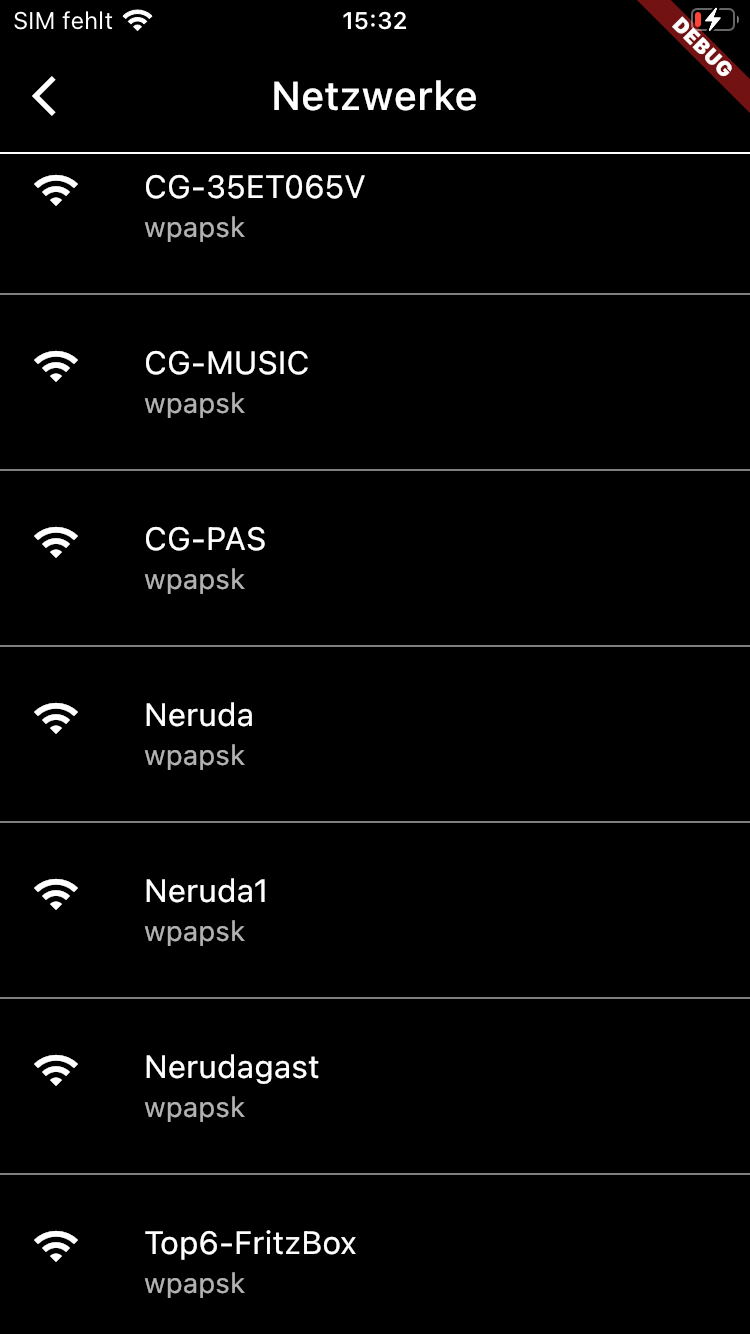 SIM fehlt 15:32
DEBUG
Netzwerke
CG-35ET065V
wpapsk
CG-MUSIC
wpapsk
CG-PAS
wpapsk
Neruda
wpapsk
Neruda1
wpapsk
Nerudagast
wpapsk
Top6-FritzBox
wpapsk